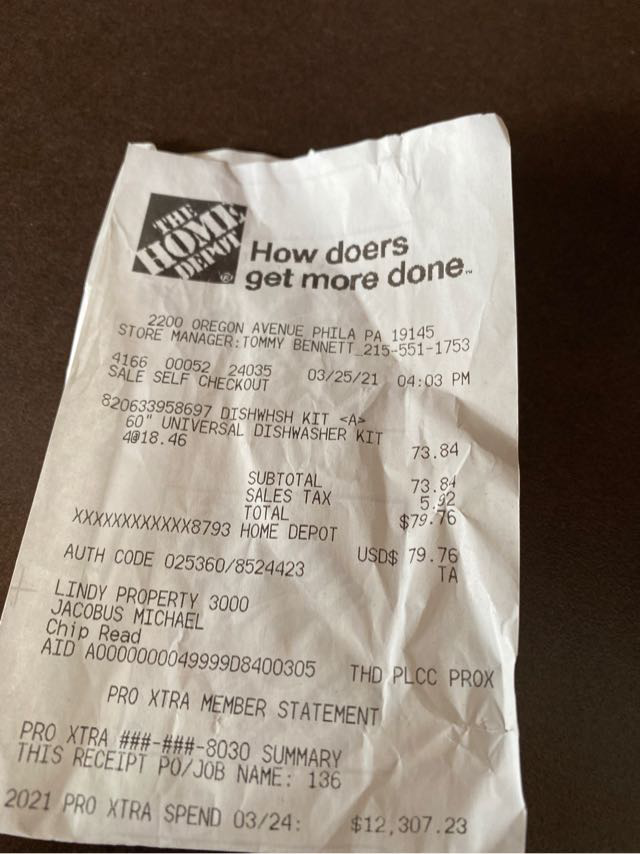 THE
HOME
DEPOT
®
How doers
get more done™
2200 OREGON AVENUE PHILA PA 19145
STORE MANAGER:TOMMY BENNETT 215-551-1753
4166 00052 24035 03/25/21 04:03 PM
SALE SELF CHECKOUT
820633958697 DISHWHSH KIT <A>
60" UNIVERSAL DISHWASHER KIT
4@18.46 73.84
SUBTOTAL 73.84
SALES TAX 5.92
TOTAL $79.76
XXXXXXXXXXXX8793 HOME DEPOT
USD$ 79.76
AUTH CODE 025360/8524423 TA
LINDY PROPERTY 3000
JACOBUS MICHAEL
Chip Read
AID A0000000049999D8400305 THD PLCC PROX
PRO XTRA MEMBER STATEMENT
PRO XTRA ###-###-8030 SUMMARY
THIS RECEIPT PO/JOB NAME: 136
2021 PRO XTRA SPEND 03/24: $12,307.23